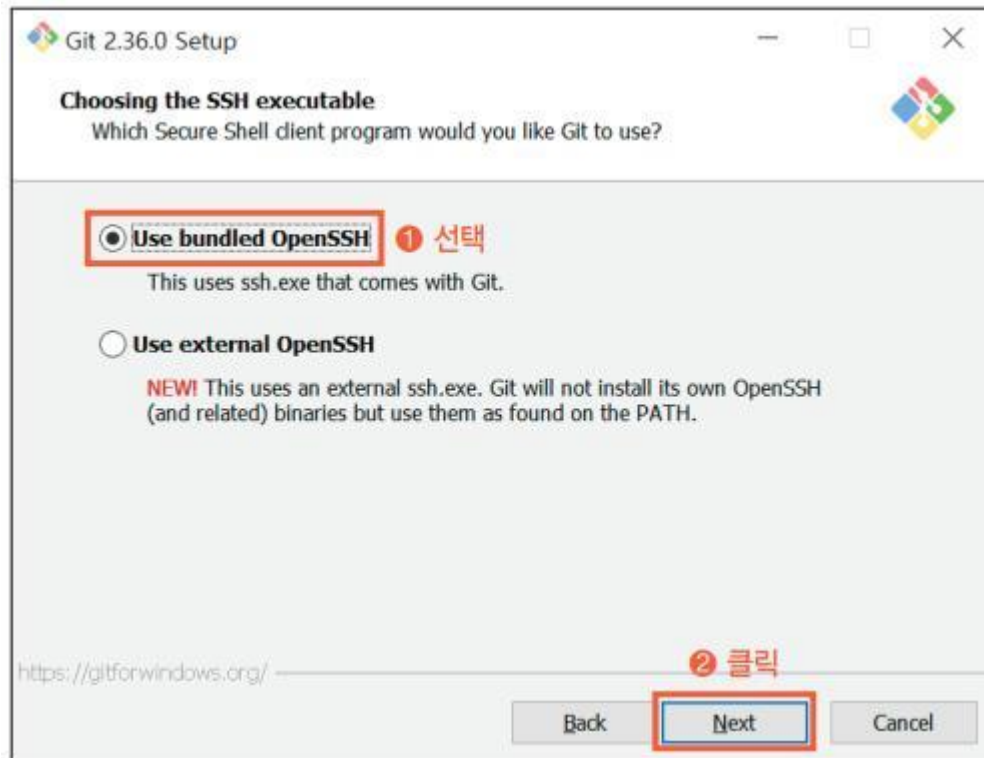 Git 2.36.0 Setup
Choosing the SSH executable
Which Secure Shell client program would you like Git to use?
Use bundled OpenSSH ❶ 선택
This uses ssh.exe that comes with Git.
Use external OpenSSH
NEW! This uses an external ssh.exe. Git will not install its own OpenSSH
(and related) binaries but use them as found on the PATH.
https://gitforwindows.org/
❷ 클릭
Back Next Cancel